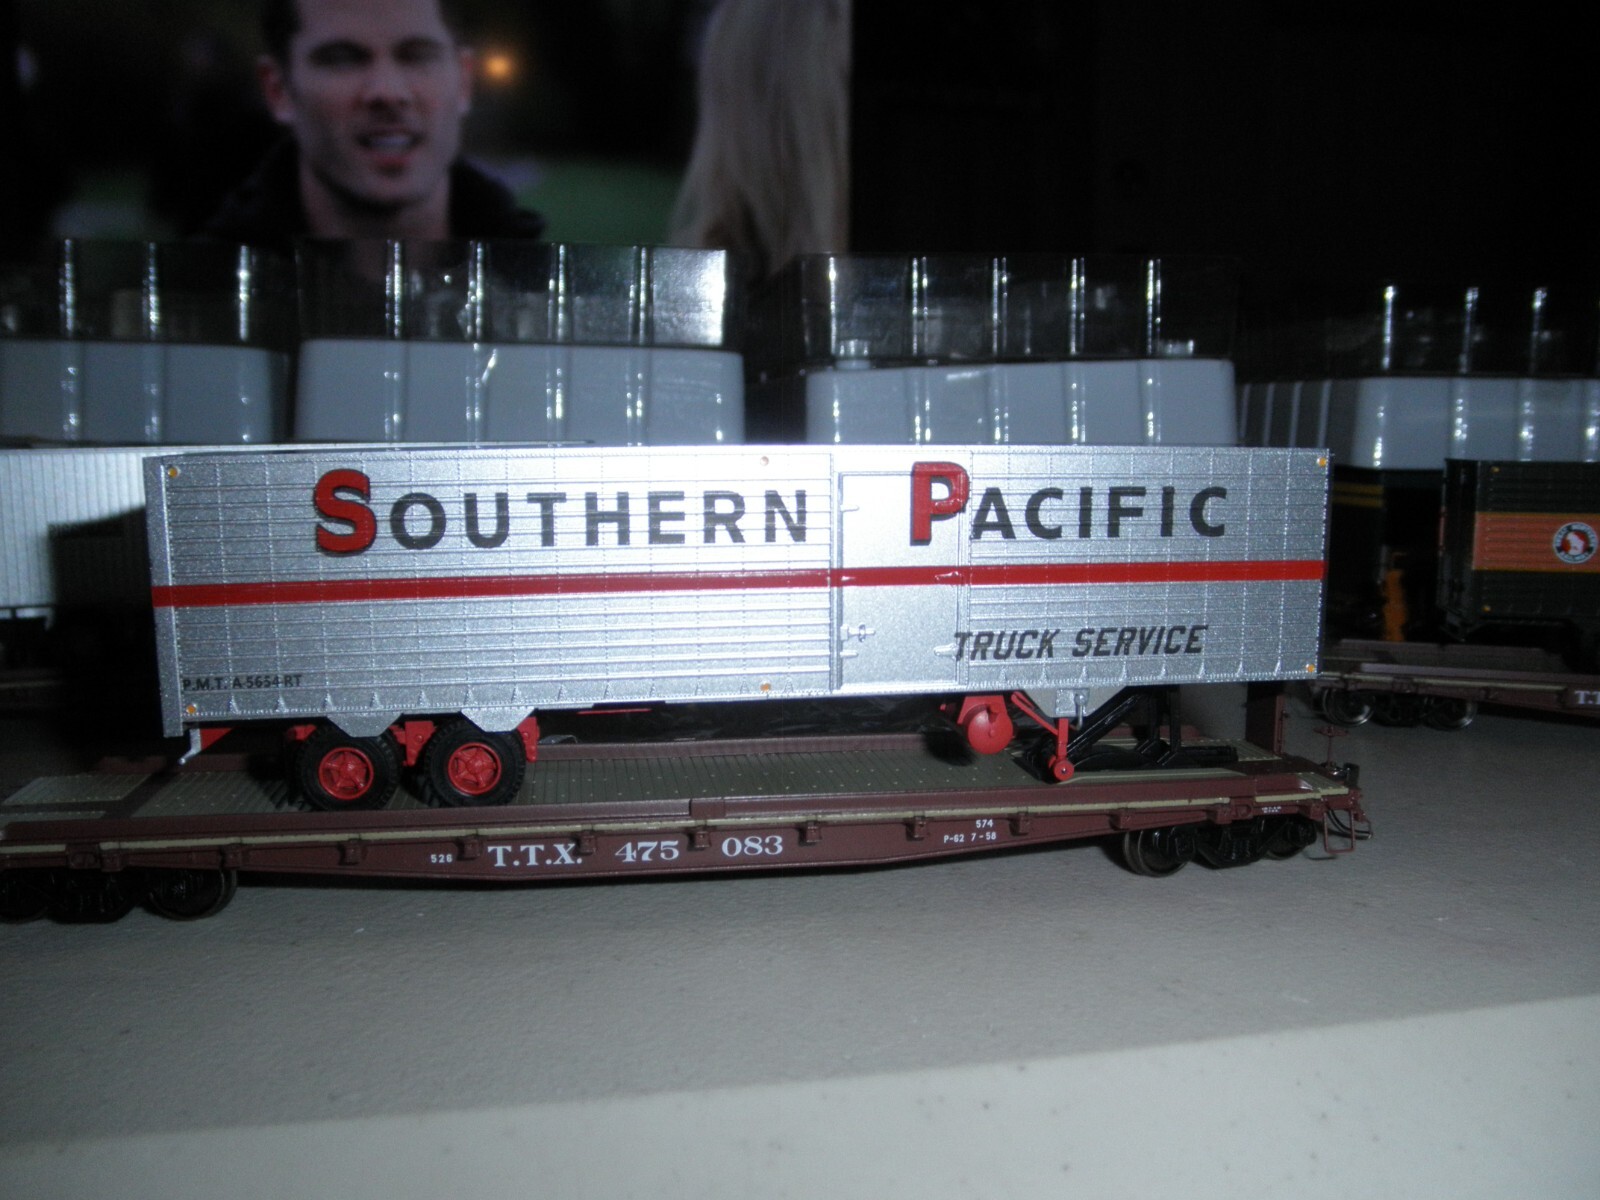 SOUTHERN PACIFIC
TRUCK SERVICE
P.M.T. A-5654-RT
526 T.T.X. 475 083
574
P-62 7-58